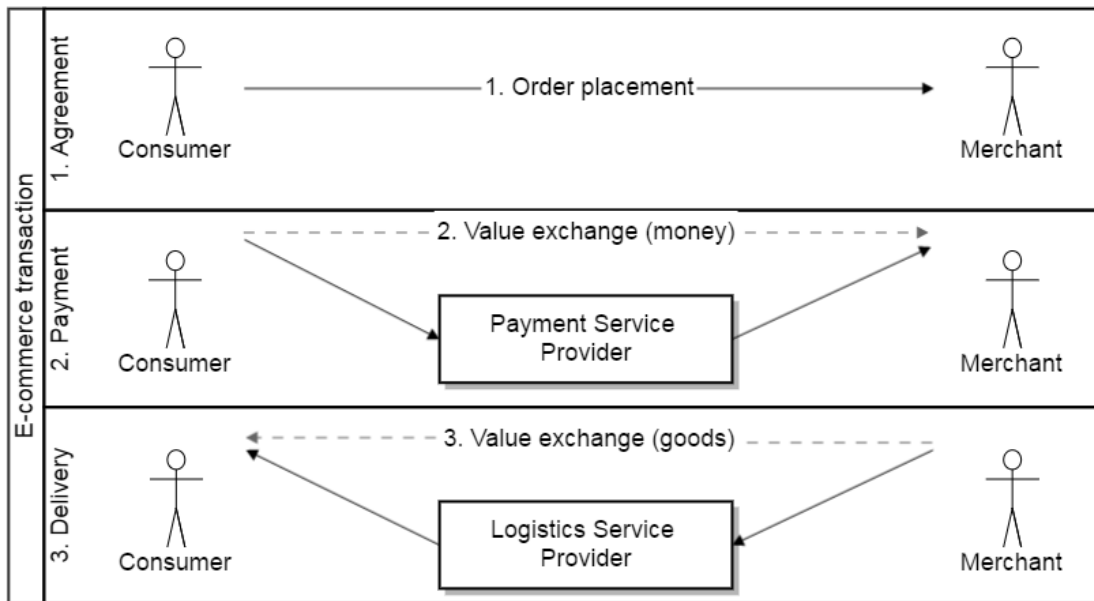 E-commerce transaction
1. Agreement
1. Order placement
Consumer
Merchant
2. Payment
2. Value exchange (money)
Payment Service
Provider
Consumer
Merchant
3. Delivery
3. Value exchange (goods)
Logistics Service
Provider
Consumer
Merchant